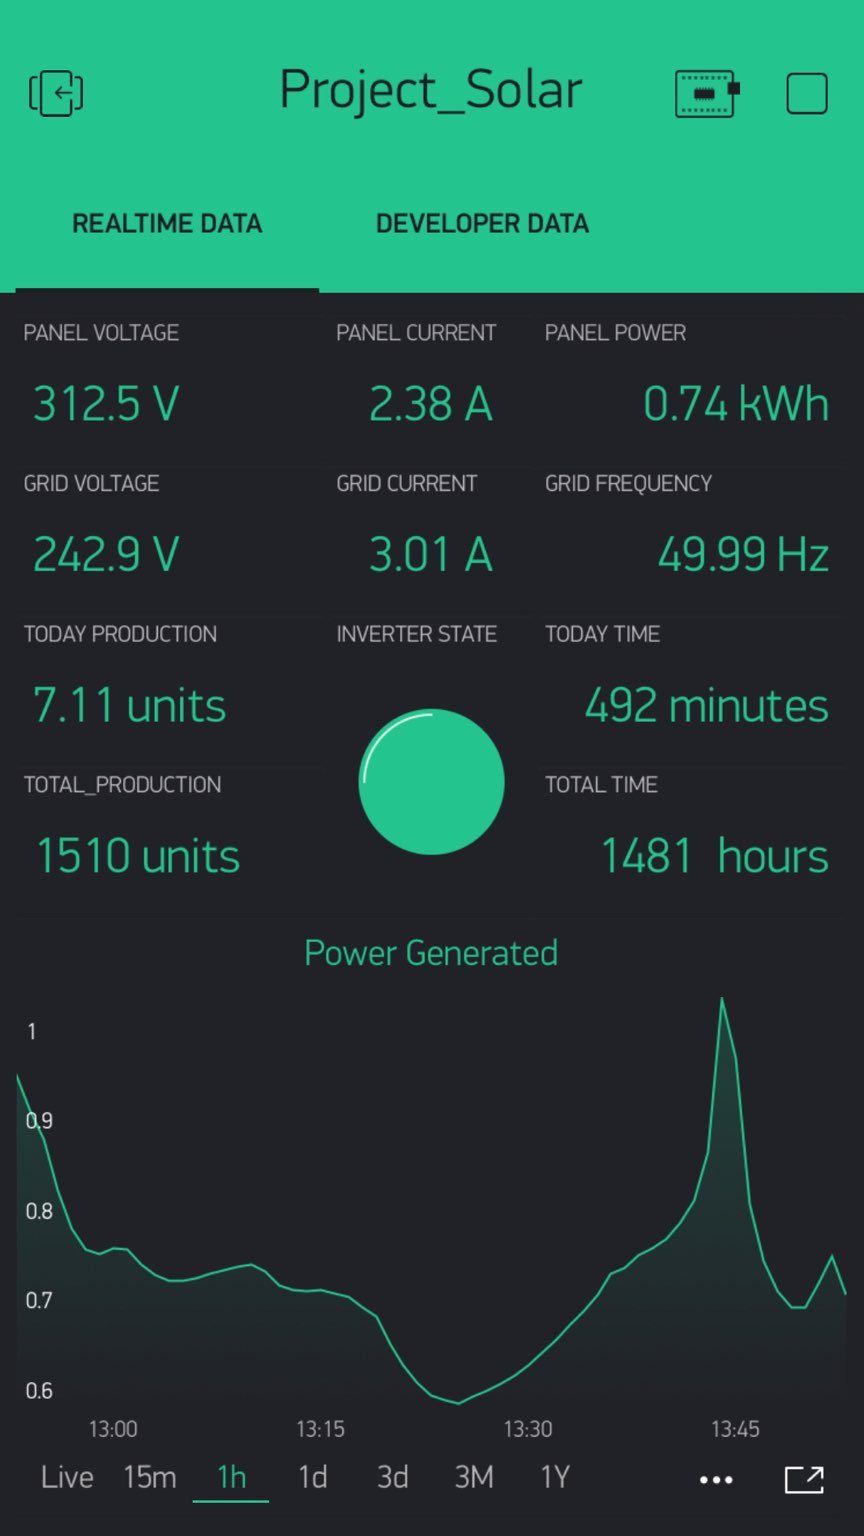 Project_Solar
REALTIME DATA DEVELOPER DATA
PANEL VOLTAGE PANEL CURRENT PANEL POWER
312.5 V 2.38 A 0.74 kWh
GRID VOLTAGE GRID CURRENT GRID FREQUENCY
242.9 V 3.01 A 49.99 Hz
TODAY PRODUCTION INVERTER STATE TODAY TIME
7.11 units 492 minutes
TOTAL_PRODUCTION TOTAL TIME
1510 units 1481 hours
Power Generated
1
0.9
0.8
0.7
0.6
13:00 13:15 13:30 13:45
Live 15m 1h 1d 3d 3M 1Y